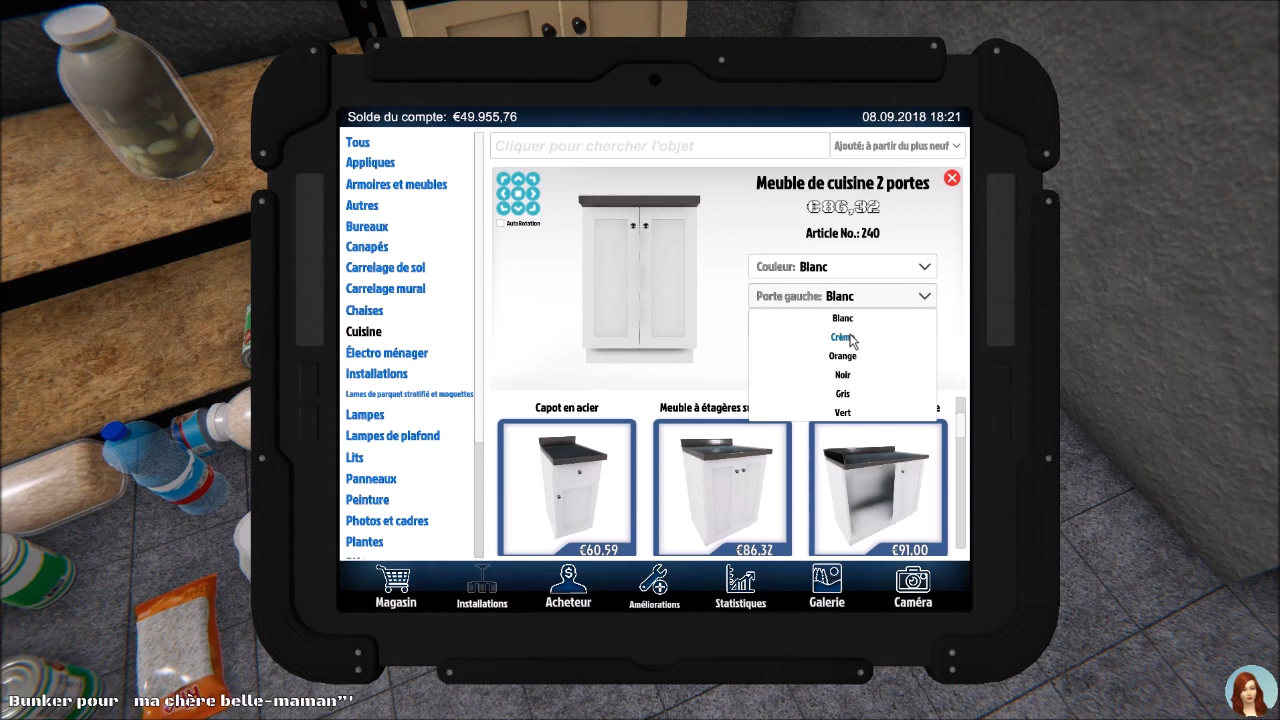 Solde du compte: €49.955,76
08.09.2018 18:21
Tous
Appliques
Armoires et meubles
Autres
Bureaux
Canapés
Carrelage de sol
Carrelage mural
Chaises
Cuisine
Électro ménager
Installations
Lames de parquet stratifié et moquettes
Lampes
Lampes de plafond
Lits
Panneaux
Peinture
Photos et cadres
Plantes
Cliquer pour chercher l'objet
Ajouté: à partir du plus neuf
AutoRotation
Meuble de cuisine 2 portes
€86,32
Article No.: 240
Couleur: Blanc
Porte gauche: Blanc
Blanc
Crème
Orange
Noir
Gris
Vert
Capot en acier
Meuble à étagères
€60,59
€86,32
€91,00
Magasin
Installations
Acheteur
Améliorations
Statistiques
Galerie
Caméra
Bunker pour ma chère belle-maman"'